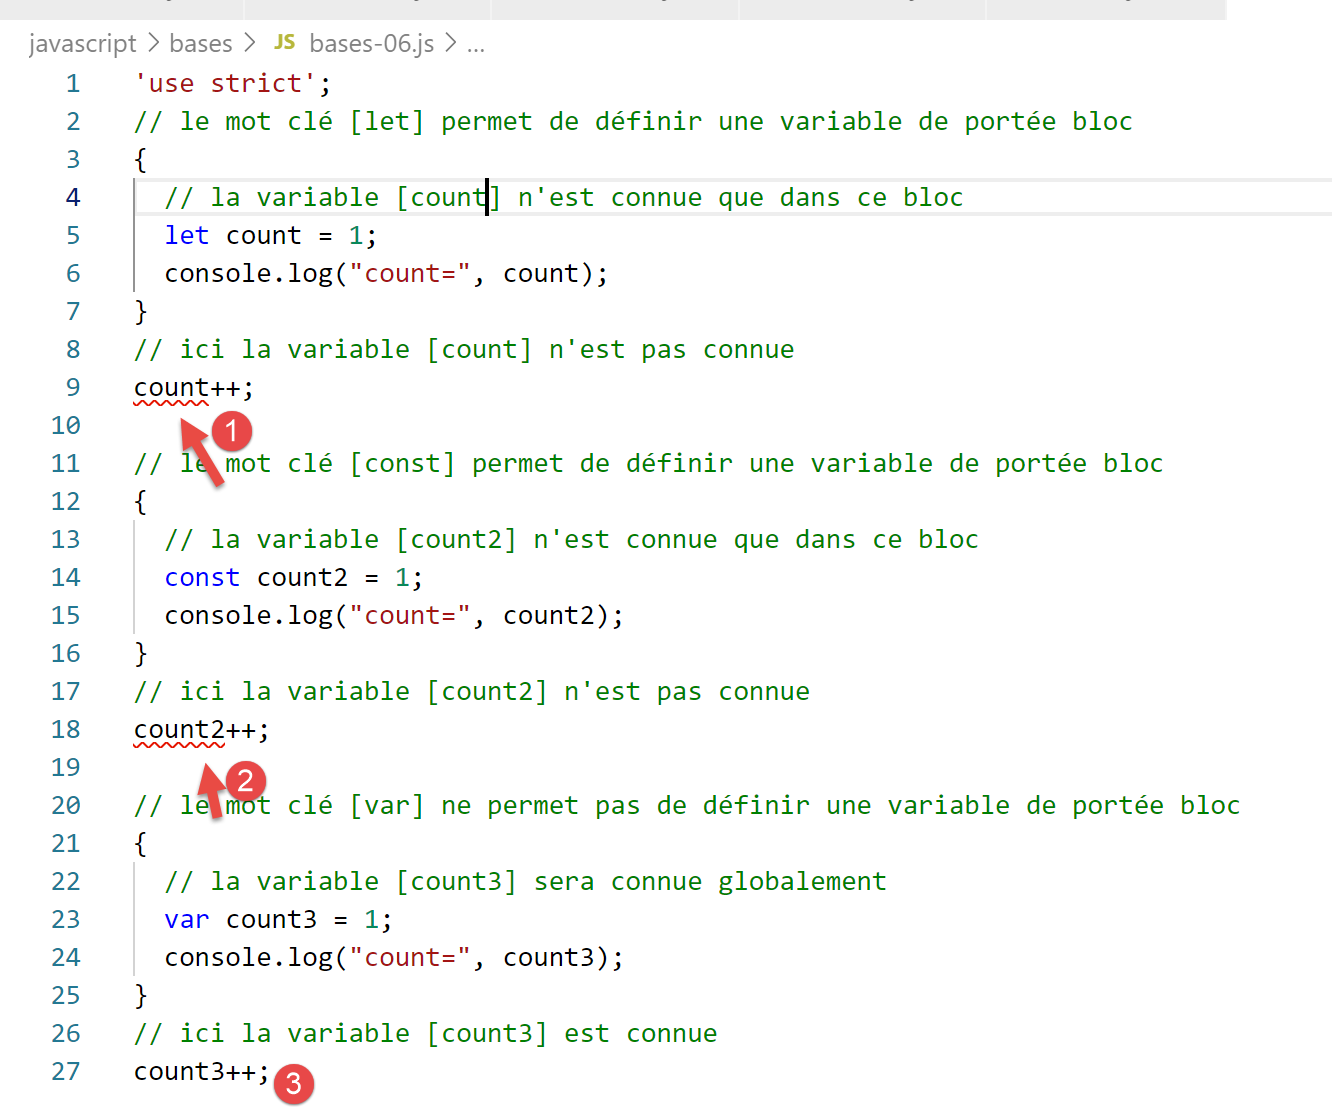 javascript > bases > JS bases-06.js > ...
1 'use strict';
2 // le mot clé [let] permet de définir une variable de portée bloc
3 {
4 // la variable [count] n'est connue que dans ce bloc
5 let count = 1;
6 console.log("count=", count);
7 }
8 // ici la variable [count] n'est pas connue
9 count++;
10 1
11 // le mot clé [const] permet de définir une variable de portée bloc
12 {
13 // la variable [count2] n'est connue que dans ce bloc
14 const count2 = 1;
15 console.log("count=", count2);
16 }
17 // ici la variable [count2] n'est pas connue
18 count2++;
19 2
20 // le mot clé [var] ne permet pas de définir une variable de portée bloc
21 {
22 // la variable [count3] sera connue globalement
23 var count3 = 1;
24 console.log("count=", count3);
25 }
26 // ici la variable [count3] est connue
27 count3++; 3